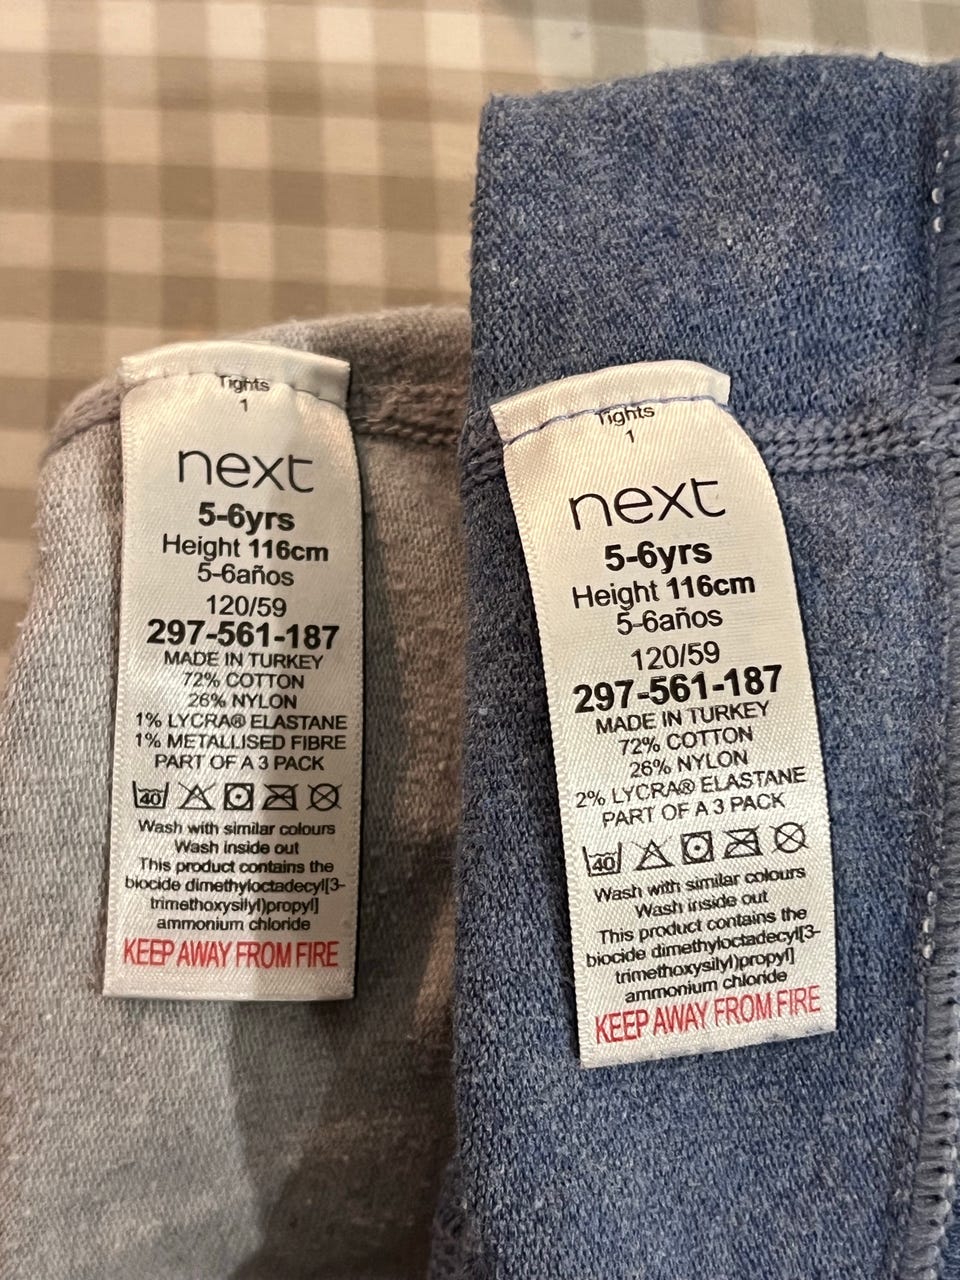 Tights
1
next
5-6yrs
Height 116cm
5-6años
120/59
297-561-187
MADE IN TURKEY
72% COTTON
26% NYLON
1% LYCRA® ELASTANE
1% METALLISED FIBRE
PART OF A 3 PACK
40
Wash with similar colours
Wash inside out
This product contains the
biocide dimethyloctadecyl[3-
trimethoxysilyl)propyl]
ammonium chloride
KEEP AWAY FROM FIRE
Tights
1
next
5-6yrs
Height 116cm
5-6años
120/59
297-561-187
MADE IN TURKEY
72% COTTON
26% NYLON
2% LYCRA® ELASTANE
PART OF A 3 PACK
40
Wash with similar colours
Wash inside out
This product contains the
biocide dimethyloctadecyl[3-
trimethoxysilyl)propyl]
ammonium chloride
KEEP AWAY FROM FIRE